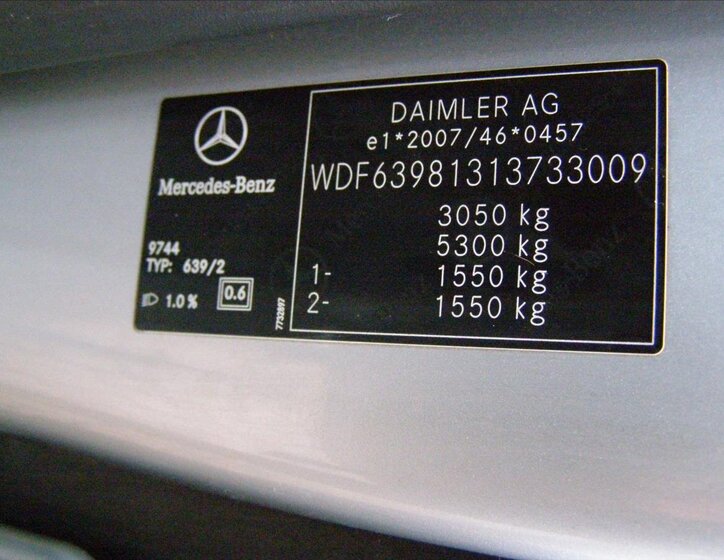 Mercedes-Benz
9744
TYP: 639/2
1.0 %
0.6
7732897
DAIMLER AG
e1*2007/46*0457
WDF63981313733009
3050 kg
5300 kg
1- 1550 kg
2- 1550 kg